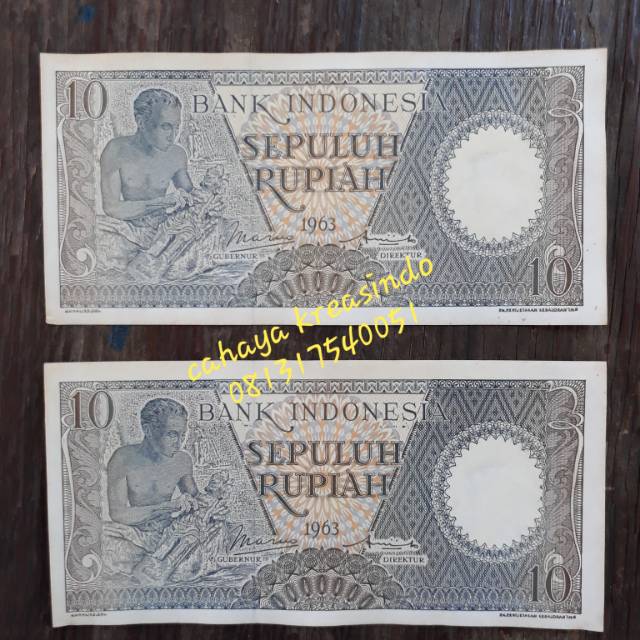 10
BANK INDONESIA
SEPULUH
RUPIAH
1963
GUBERNUR
DIREKTUR
10
cahaya kreasindo
081317540051
10
BANK INDONESIA
SEPULUH
RUPIAH
1963
GUBERNUR
DIREKTUR
10